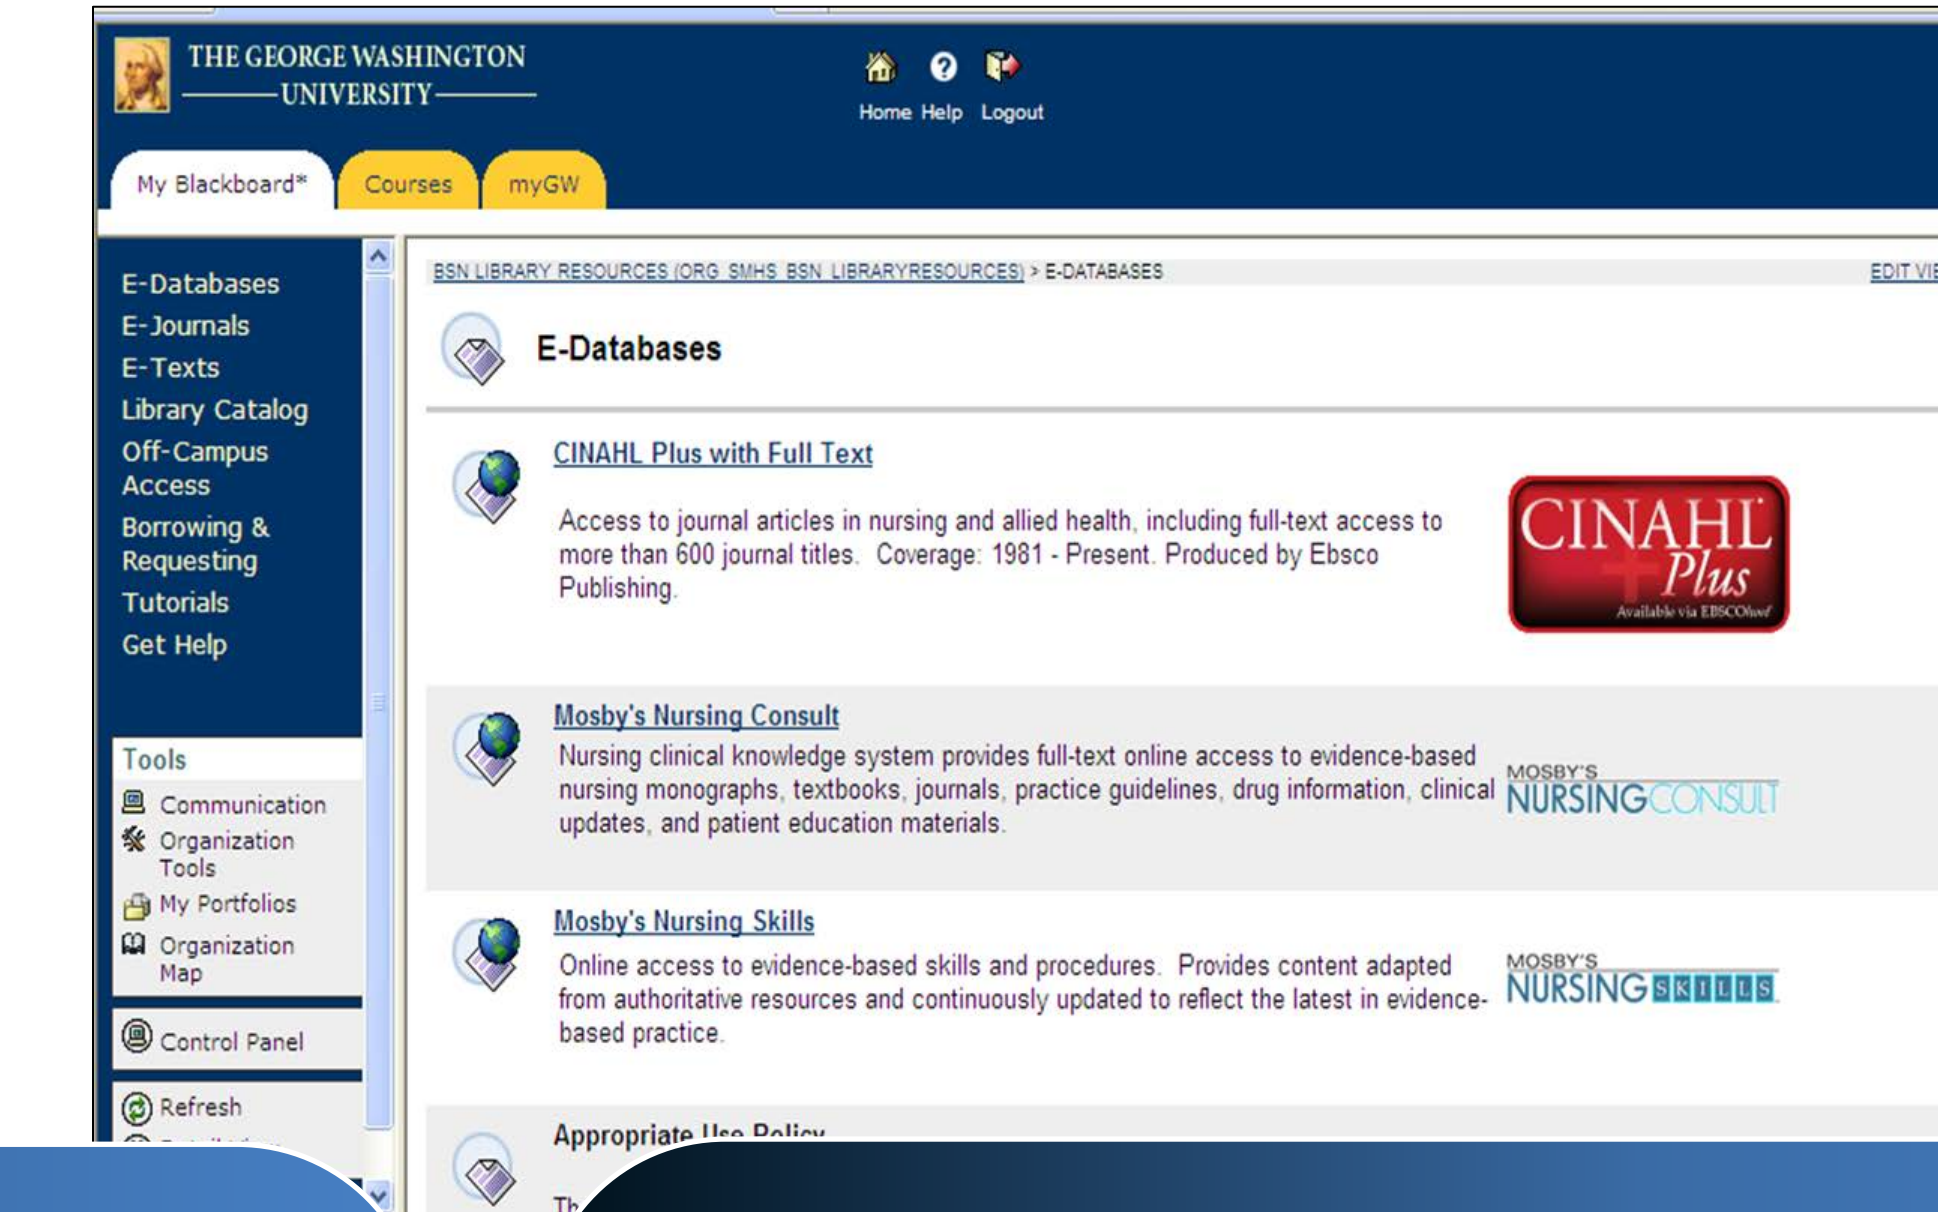 THE GEORGE WASHINGTON
UNIVERSITY
Home Help Logout
My Blackboard* Courses myGW
E-Databases
E-Journals
E-Texts
Library Catalog
Off-Campus
Access
Borrowing &
Requesting
Tutorials
Get Help
Tools
Communication
Organization
Tools
My Portfolios
Organization
Map
Control Panel
Refresh
BSN LIBRARY RESOURCES (ORG_SMHS_BSN_LIBRARYRESOURCES) > E-DATABASES
EDIT
E-Databases
CINAHL Plus with Full Text
Access to journal articles in nursing and allied health, including full-text access to
more than 600 journal titles.  Coverage: 1981 - Present. Produced by Ebsco
Publishing.
CINAHL
Plus
Available via EBSCOhost
Mosby's Nursing Consult
Nursing clinical knowledge system provides full-text online access to evidence-based
nursing monographs, textbooks, journals, practice guidelines, drug information, clinical
updates, and patient education materials.
MOSBY'S
NURSINGCONSULT
Mosby's Nursing Skills
Online access to evidence-based skills and procedures.  Provides content adapted
from authoritative resources and continuously updated to reflect the latest in evidence-
based practice.
MOSBY'S
NURSING SKILLS
Appropriate Use Policy